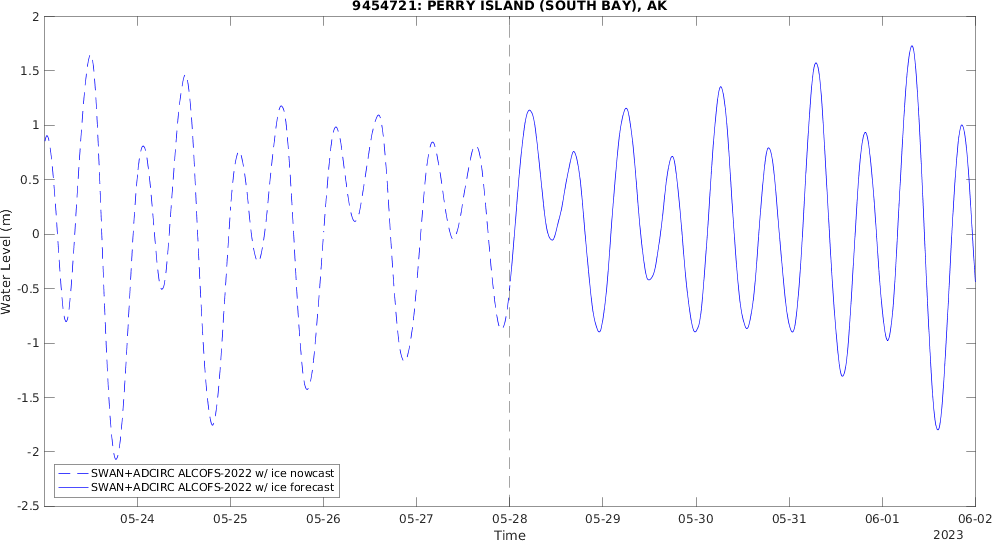 9454721: PERRY ISLAND (SOUTH BAY), AK
2
1.5
1
0.5
0
-0.5
-1
-1.5
-2
-2.5
Water Level (m)
SWAN+ADCIRC ALCOFS-2022 w/ ice nowcast
SWAN+ADCIRC ALCOFS-2022 w/ ice forecast
05-24 05-25 05-26 05-27 05-28 05-29 05-30 05-31 06-01 06-02
Time
2023